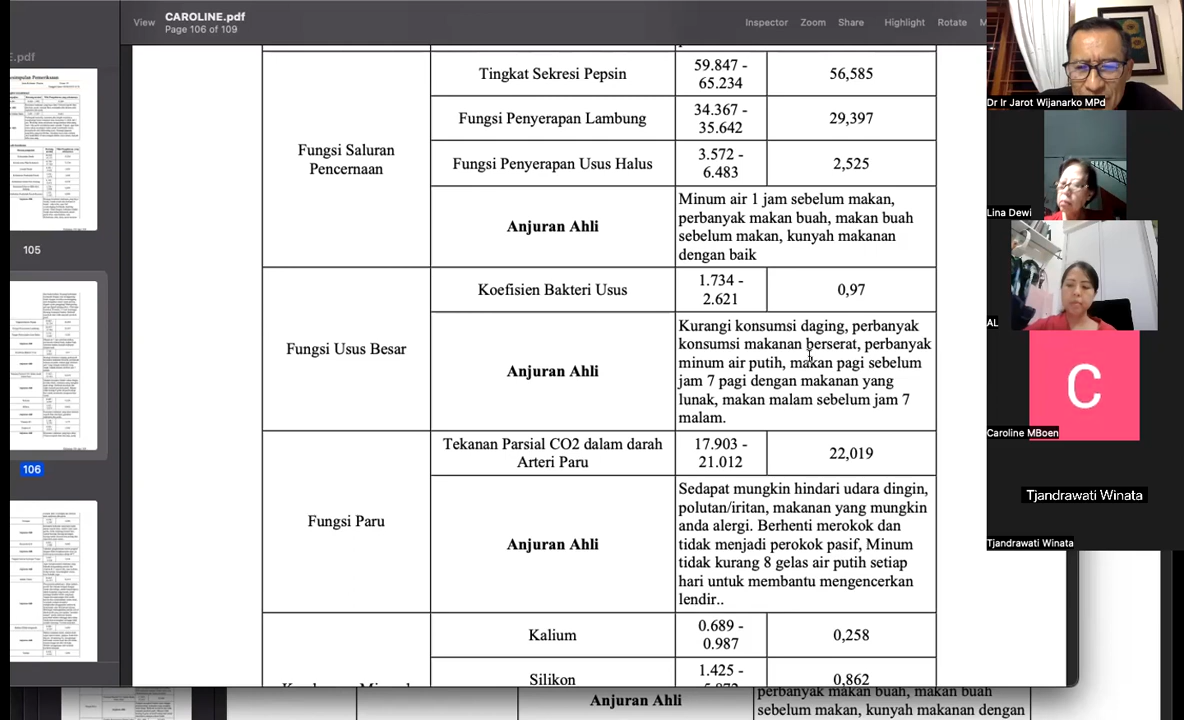 E.pdf
View
CAROLINE.pdf
Page 106 of 109
Inspector
Zoom
Share
Highlight
Rotate
105
106
Fungsi Saluran
Pencernaan
Tingkat Sekresi Pepsin
59.847 -
65.234
56,585
Fungsi Penyerapan Lambung
34.367 -
35.642
29,397
Fungsi Penyerapan Usus Halus
3.572 -
6.483
2,525
Anjuran Ahli
Minum air 1 jam sebelum makan,
perbanyak makan buah, makan buah
sebelum makan, kunyah makanan
dengan baik
Fungsi Usus Besar
Koefisien Bakteri Usus
1.734 -
2.621
0,97
Anjuran Ahli
Kurangi konsumsi daging, perbanyak
konsumsi makanan berserat, perbanyak
minum air putih, makan pagi sebelum
jam 7 pagi dengan makanan yang
lunak, makan malam sebelum jam 7
malam.
Fungsi Paru
Tekanan Parsial CO2 dalam darah
Arteri Paru
17.903 -
21.012
22,019
Anjuran Ahli
Sedapat mungkin hindari udara dingin,
polutan/iritan, makanan yang mungkin
anda alergi. Berhenti merokok dan
tidak menjadi perokok pasif, Minum
tidak kurang 8 gelas air putih setiap
hari untuk membantu mengencerkan
lendir..
Kalium
0.689 -
0.987
0,258
Silikon
1.425 -
0,862
Anjuran Ahli
perbanyak makan buah, makan buah
sebelum makan, kunyah makanan dengan
Dr Ir Jarot Wijanarko MPd
Lina Dewi
AL
C
Caroline MBoen
Tjandrawati Winata
Tjandrawati Winata